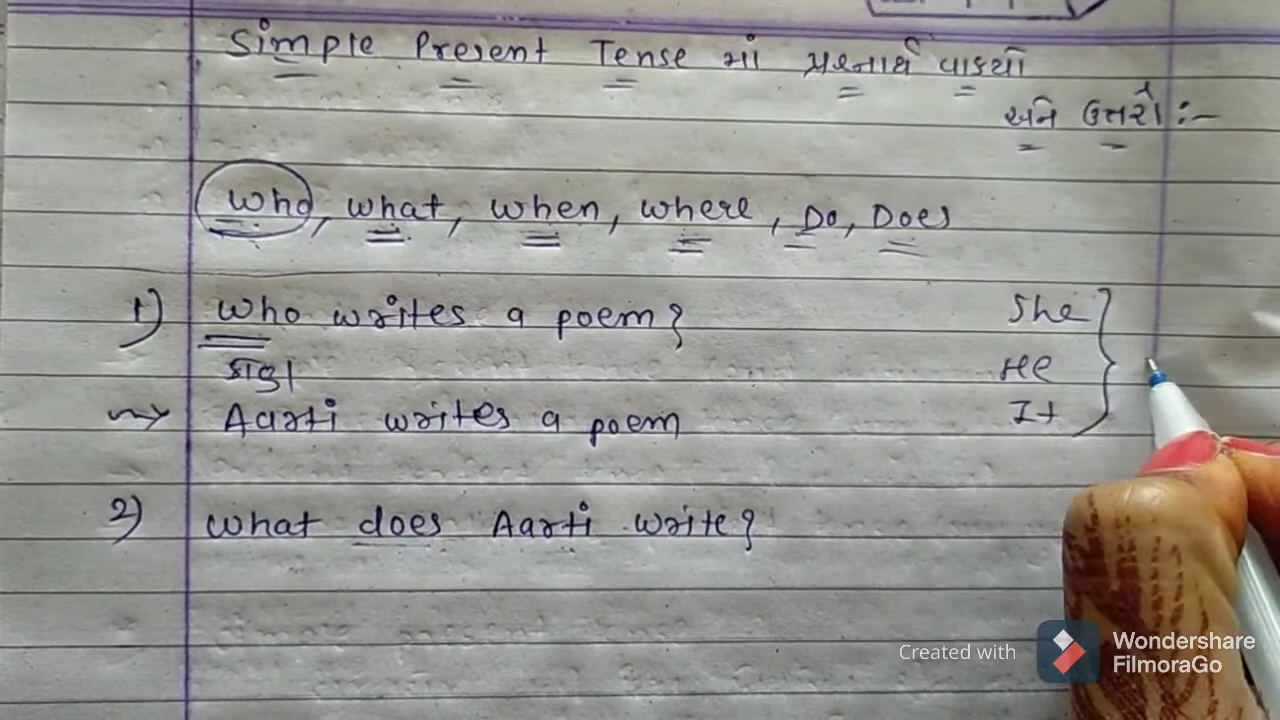 Simple Present Tense માં પ્રશ્નાર્થ વાક્યો
અને ઉત્તરો :-
Who, what, when, where, Do, Does
1) Who writes a poem?
She
કોણ
He
→ Aarti writes a poem
It
2) What does Aarti write?
Created with
Wondershare
FilmoraGo